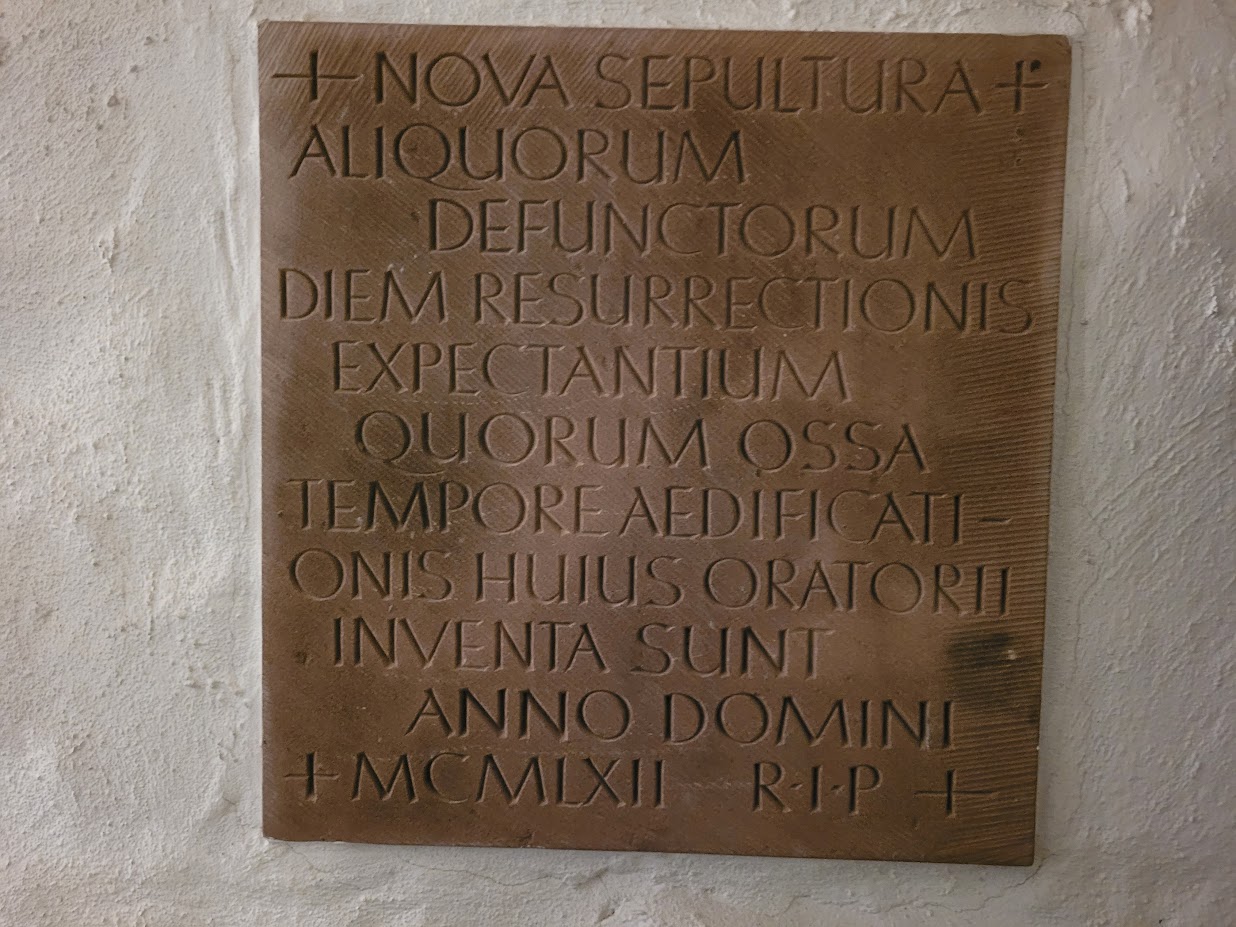 + NOVA SEPULTURA +
ALIQUORUM
DEFUNCTORUM
DIEM RESURRECTIONIS
EXPECTANTIUM
QUORUM OSSA
TEMPORE AEDIFICATI-
ONIS HUIUS ORATORII
INVENTA SUNT
ANNO DOMINI
+ MCMLXII R·I·P +